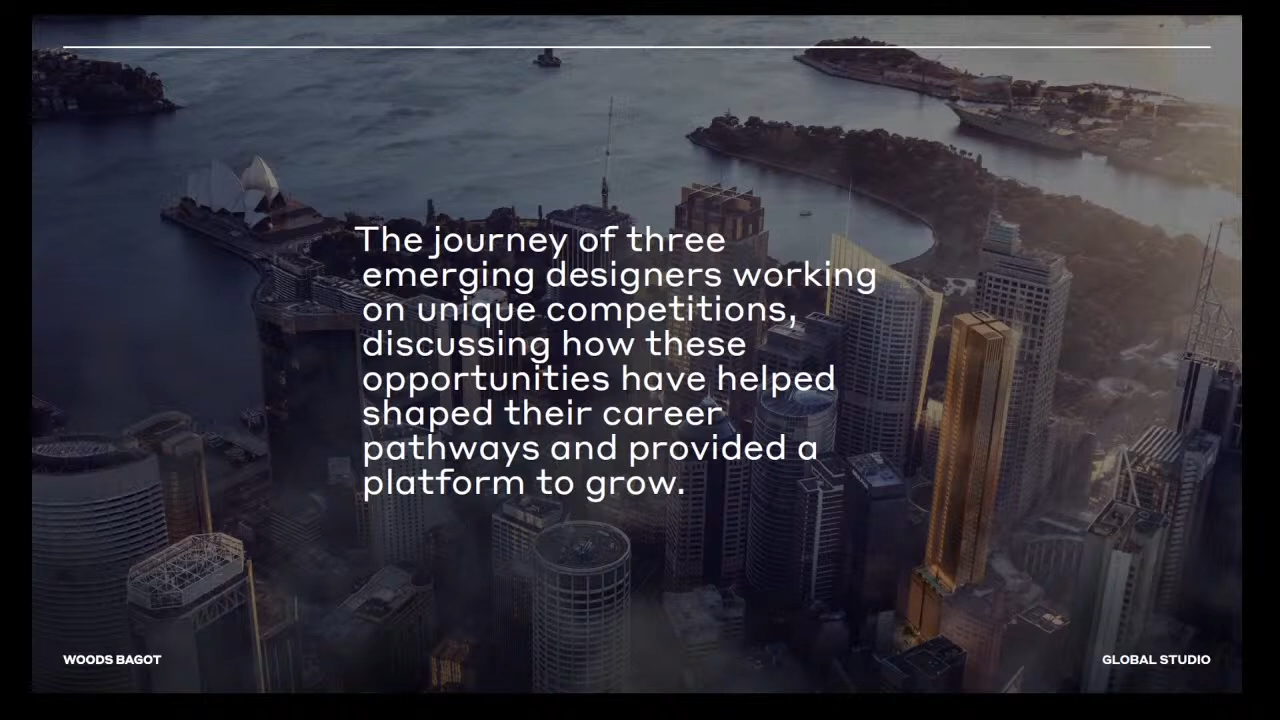 The journey of three
emerging designers working
on unique competitions,
discussing how these
opportunities have helped
shaped their career
pathways and provided a
platform to grow.
WOODS BAGOT
GLOBAL STUDIO